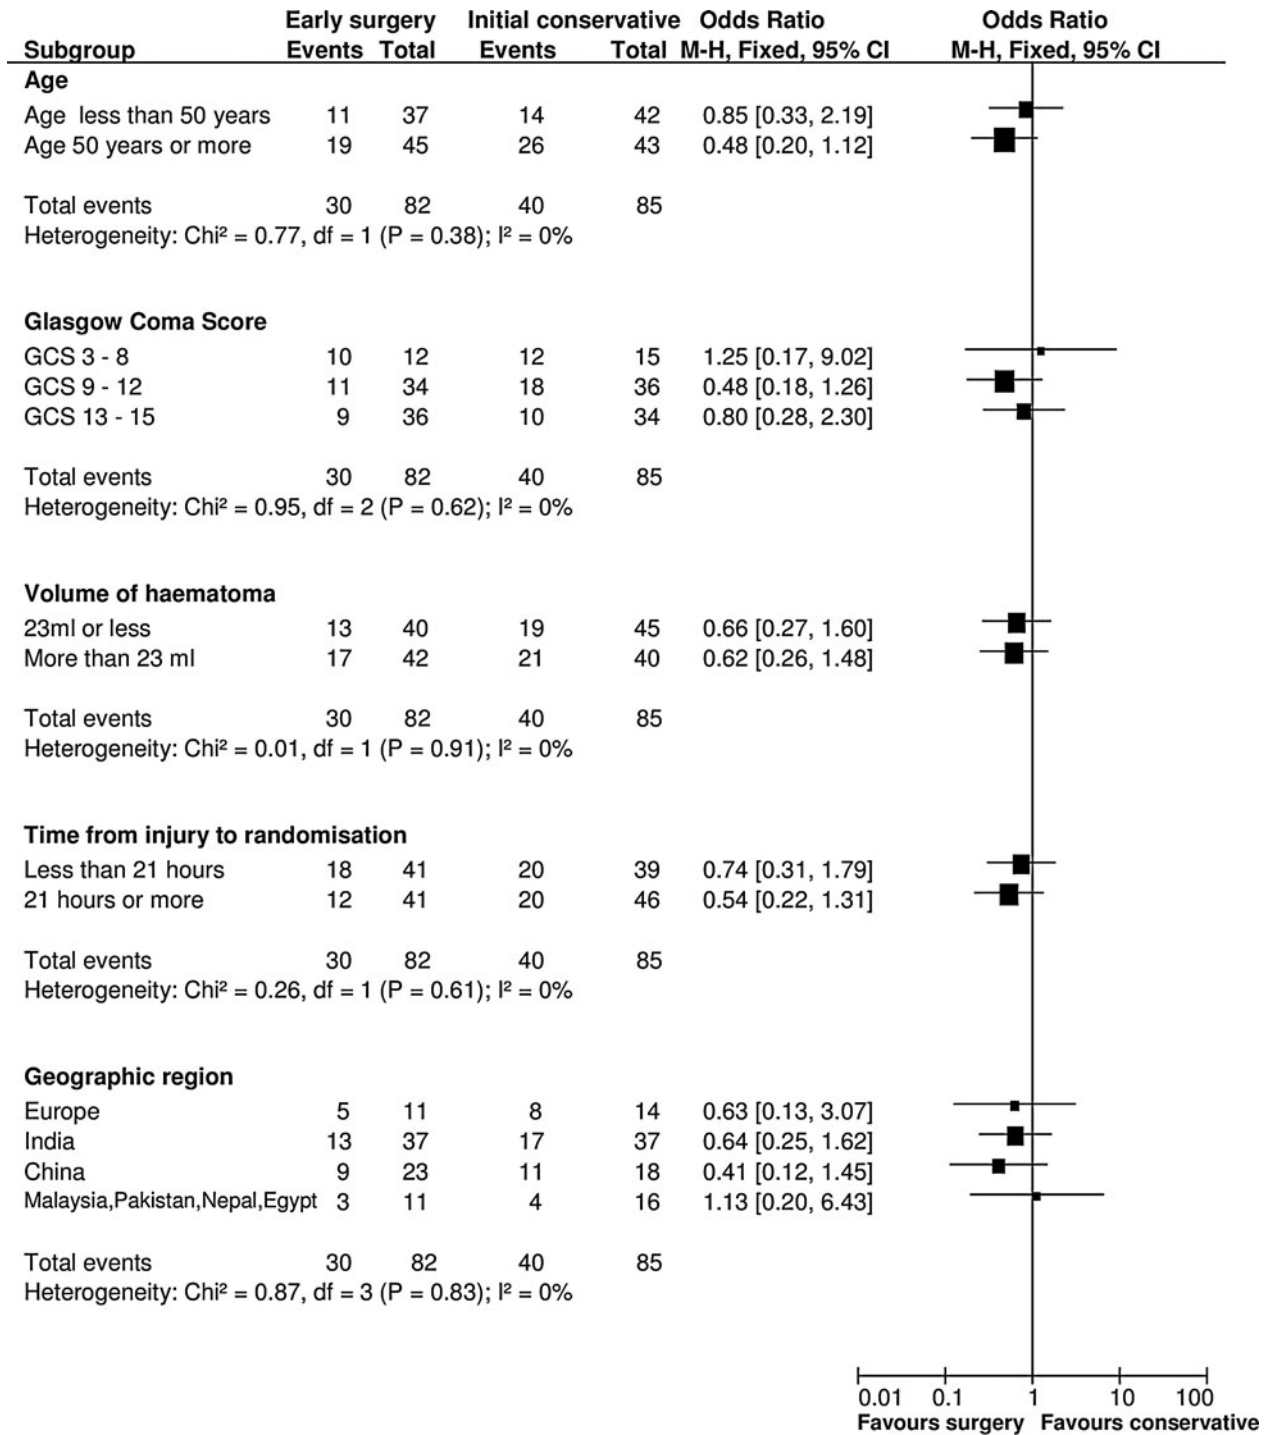 Early surgery Initial conservative Odds Ratio Odds Ratio
Subgroup Events Total Events Total M-H, Fixed, 95% CI M-H, Fixed, 95% CI
Age
Age less than 50 years 11 37 14 42 0.85 [0.33, 2.19]
Age 50 years or more 19 45 26 43 0.48 [0.20, 1.12]
Total events 30 82 40 85
Heterogeneity: Chi² = 0.77, df = 1 (P = 0.38); I² = 0%
Glasgow Coma Score
GCS 3 - 8 10 12 12 15 1.25 [0.17, 9.02]
GCS 9 - 12 11 34 18 36 0.48 [0.18, 1.26]
GCS 13 - 15 9 36 10 34 0.80 [0.28, 2.30]
Total events 30 82 40 85
Heterogeneity: Chi² = 0.95, df = 2 (P = 0.62); I² = 0%
Volume of haematoma
23ml or less 13 40 19 45 0.66 [0.27, 1.60]
More than 23 ml 17 42 21 40 0.62 [0.26, 1.48]
Total events 30 82 40 85
Heterogeneity: Chi² = 0.01, df = 1 (P = 0.91); I² = 0%
Time from injury to randomisation
Less than 21 hours 18 41 20 39 0.74 [0.31, 1.79]
21 hours or more 12 41 20 46 0.54 [0.22, 1.31]
Total events 30 82 40 85
Heterogeneity: Chi² = 0.26, df = 1 (P = 0.61); I² = 0%
Geographic region
Europe 5 11 8 14 0.63 [0.13, 3.07]
India 13 37 17 37 0.64 [0.25, 1.62]
China 9 23 11 18 0.41 [0.12, 1.45]
Malaysia,Pakistan,Nepal,Egypt 3 11 4 16 1.13 [0.20, 6.43]
Total events 30 82 40 85
Heterogeneity: Chi² = 0.87, df = 3 (P = 0.83); I² = 0%
0.01 0.1 1 10 100
Favours surgery Favours conservative